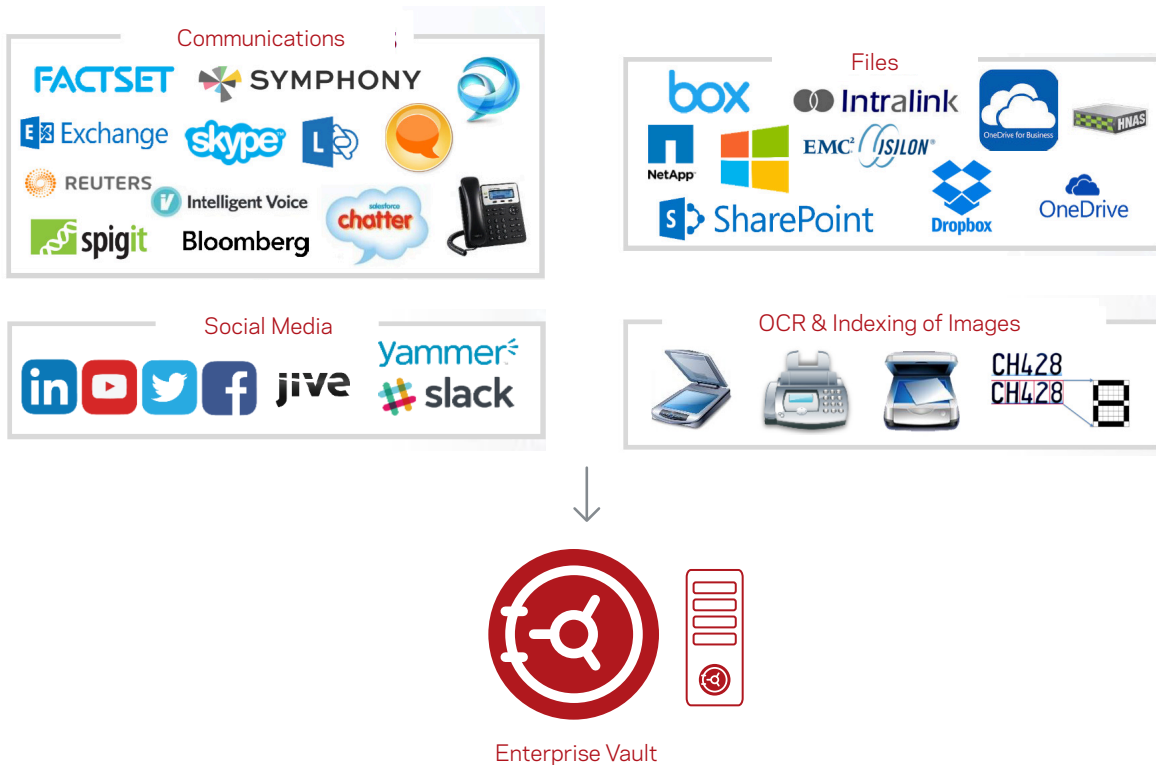 Communications
FACTSET
SYMPHONY
Exchange
skype
L
REUTERS
Intelligent Voice
spigit
Bloomberg
salesforce
chatter
Files
box
Intralink
OneDrive for Business
HNAS
NetApp
EMC² ISILON®
S SharePoint
Dropbox
OneDrive
Social Media
in
f
jive
yammer
slack
OCR & Indexing of Images
CH428
CH428
8
Enterprise Vault